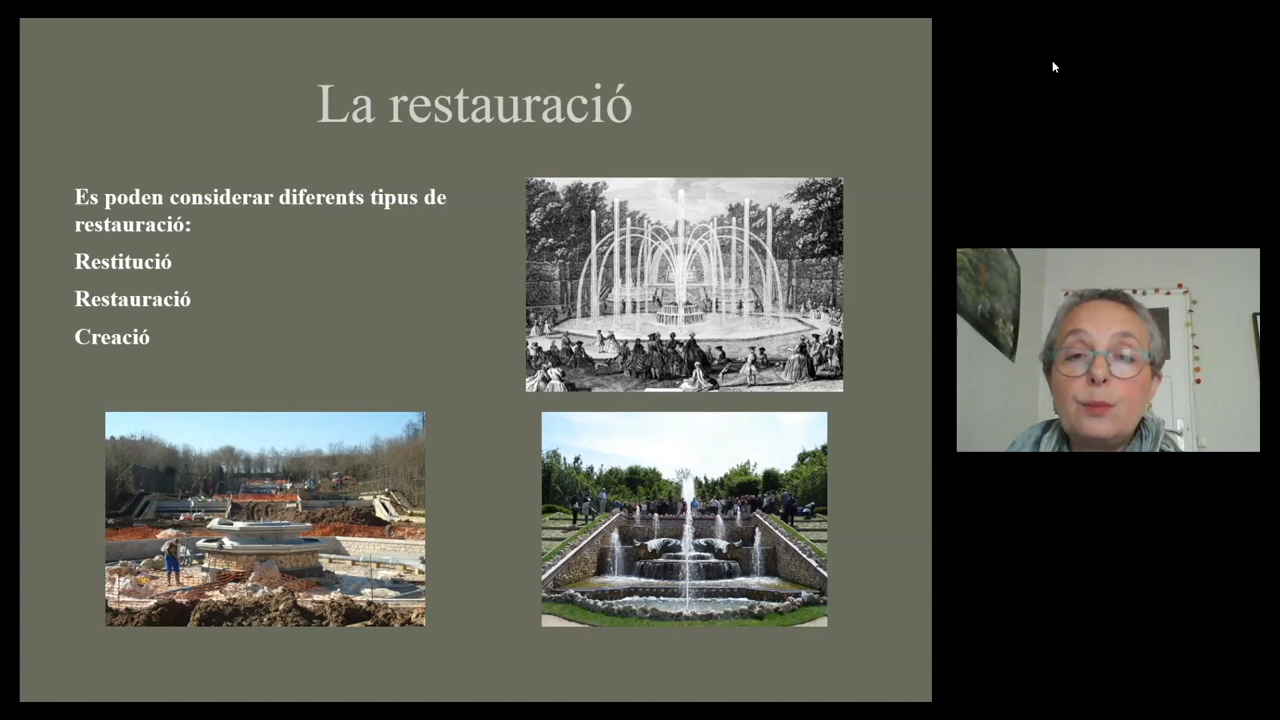 La restauració
Es poden considerar diferents tipus de
restauració:
Restitució
Restauració
Creació